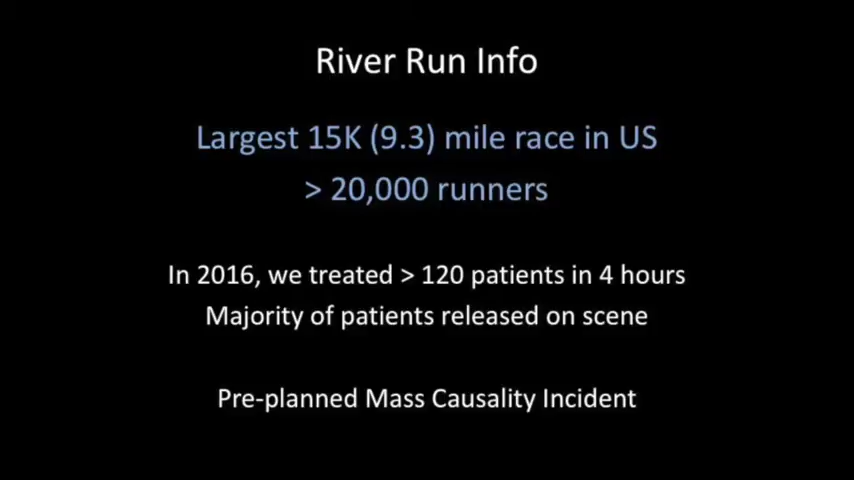 River Run Info
Largest 15K (9.3) mile race in US
> 20,000 runners
In 2016, we treated > 120 patients in 4 hours
Majority of patients released on scene
Pre-planned Mass Causality Incident